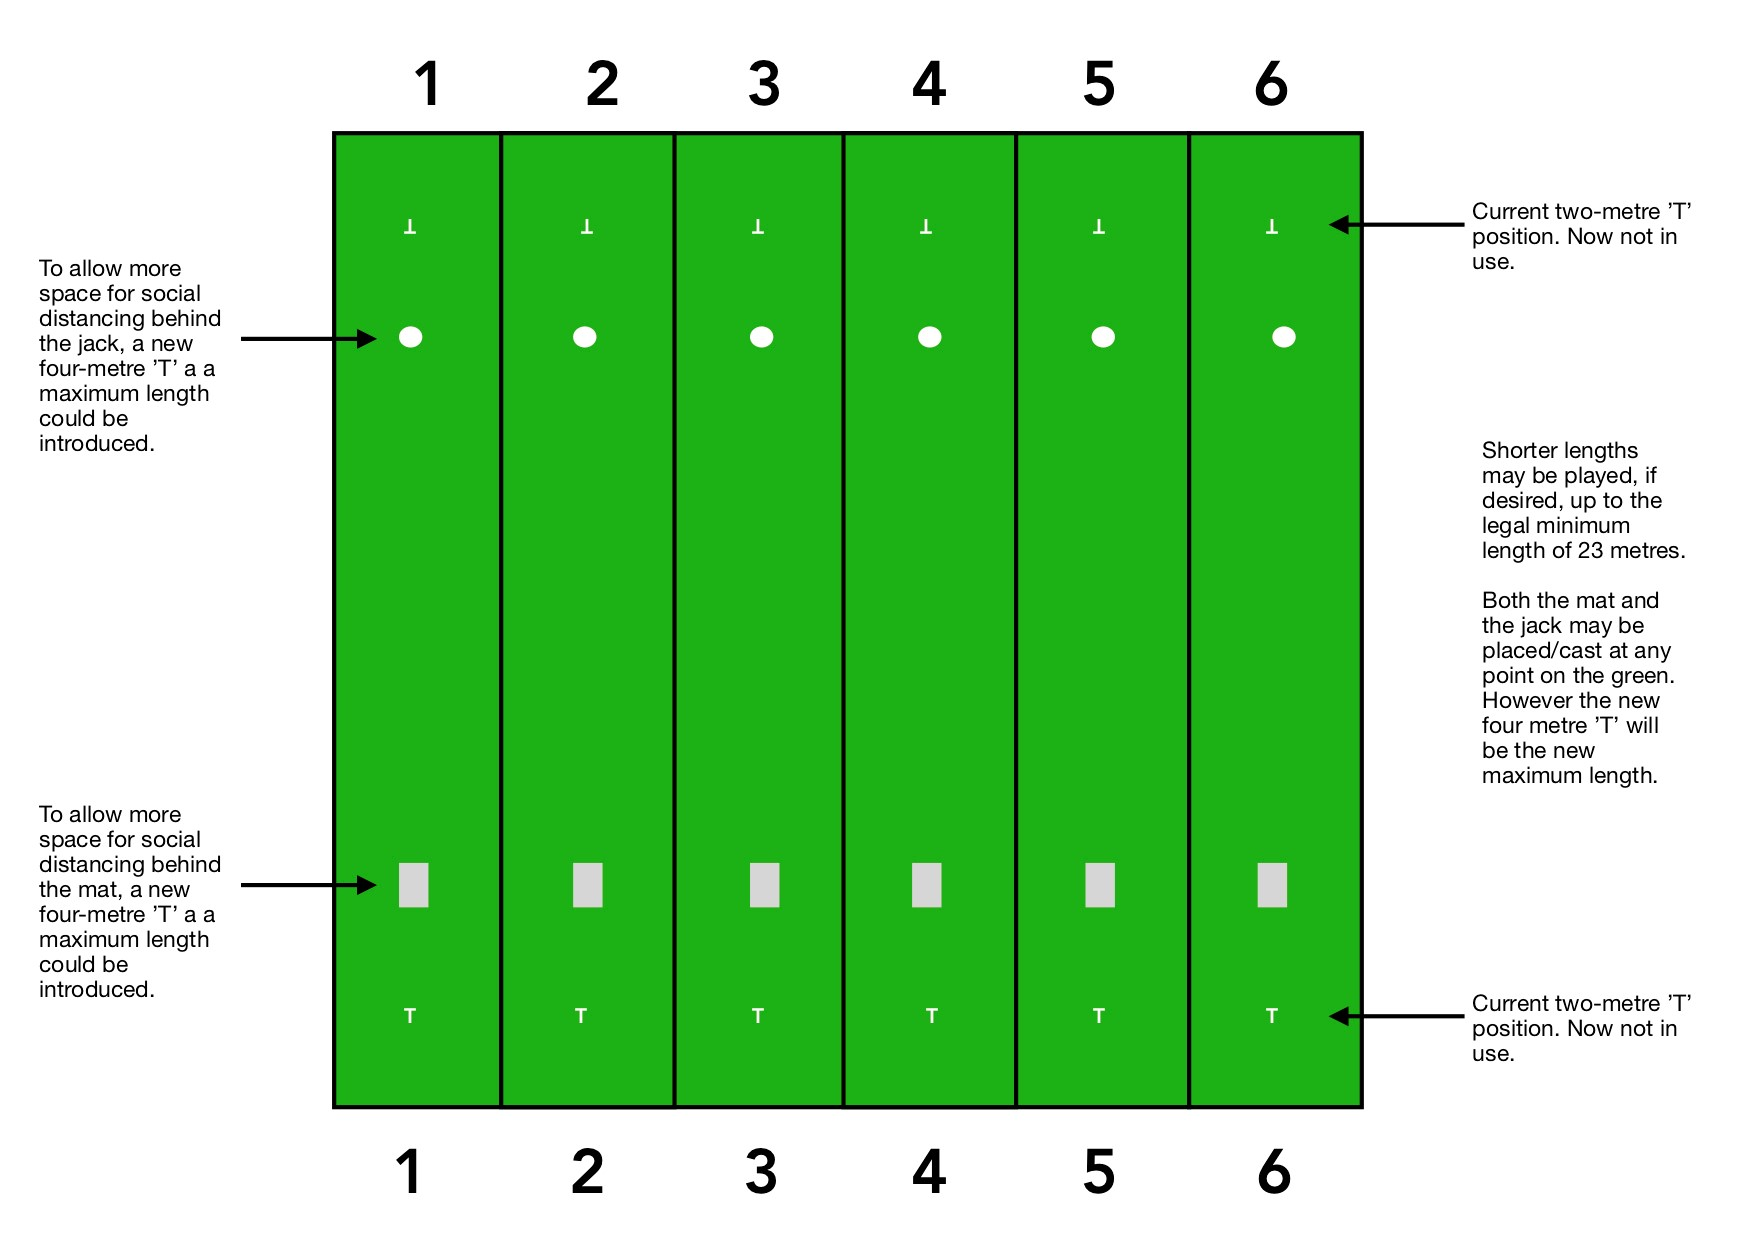 1 2 3 4 5 6
⊥ ⊥ ⊥ ⊥ ⊥ ⊥
Current two-metre ’T’
position. Now not in
use.
To allow more
space for social
distancing behind
the jack, a new
four-metre ’T’ a a
maximum length
could be
introduced.
Shorter lengths
may be played, if
desired, up to the
legal minimum
length of 23 metres.
Both the mat and
the jack may be
placed/cast at any
point on the green.
However the new
four metre ’T’ will
be the new
maximum length.
To allow more
space for social
distancing behind
the mat, a new
four-metre ’T’ a a
maximum length
could be
introduced.
T T T T T T
Current two-metre ’T’
position. Now not in
use.
1 2 3 4 5 6